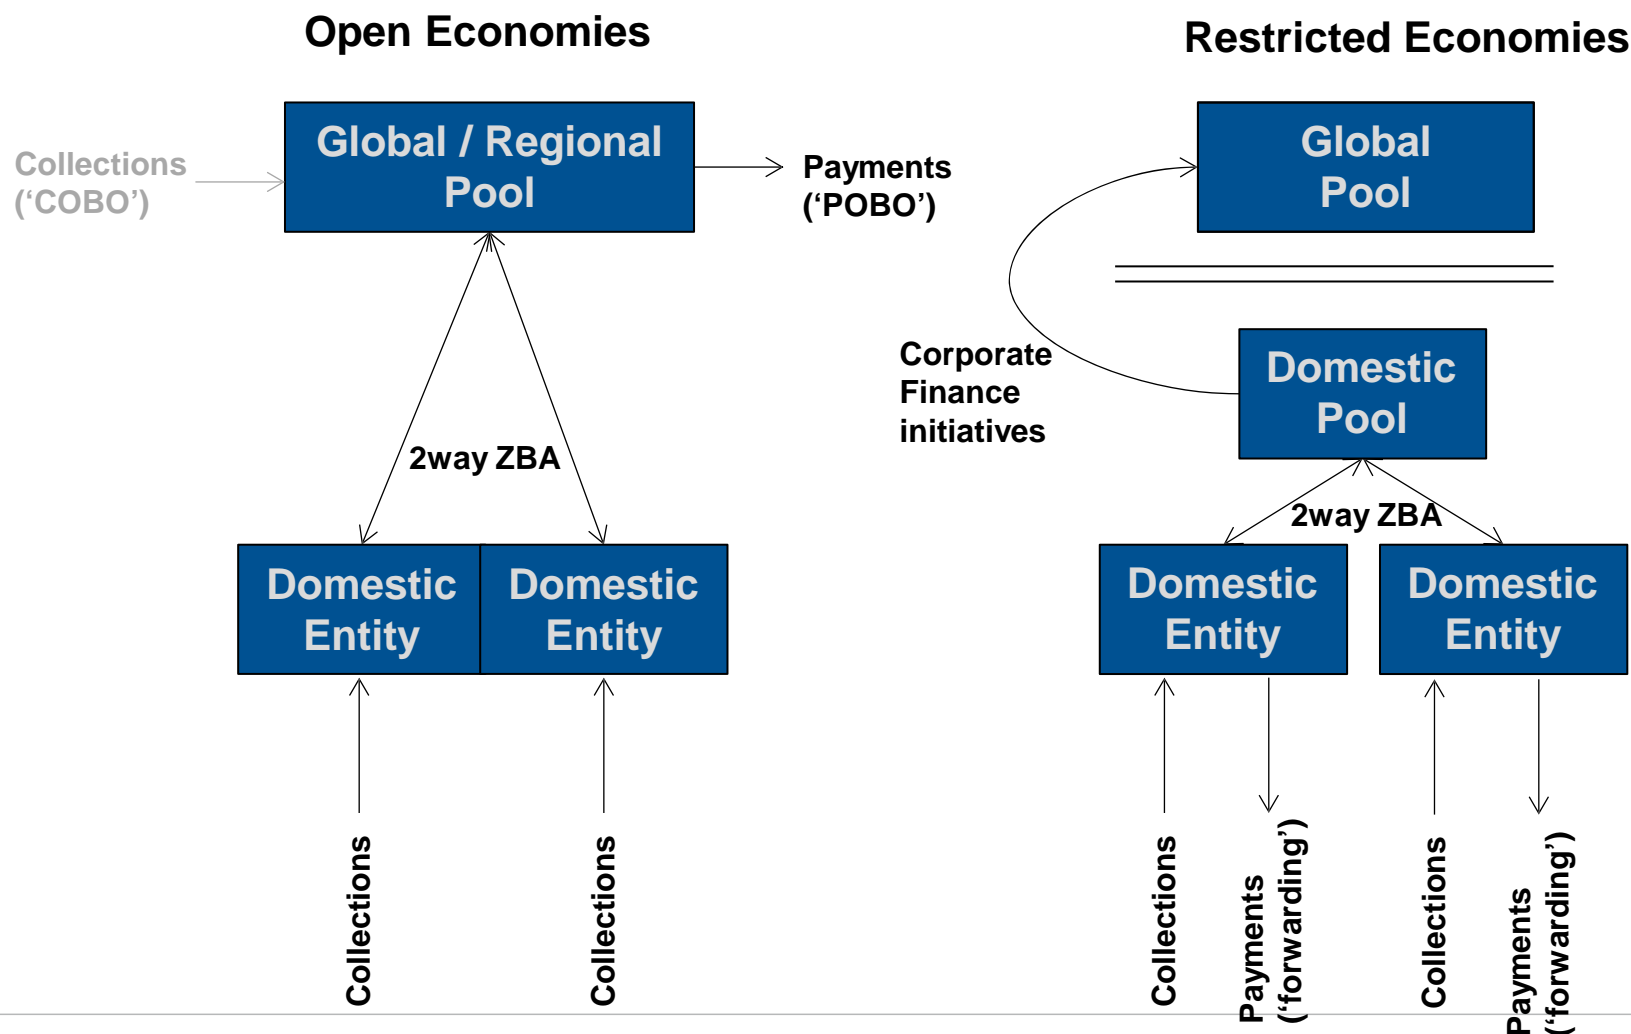 Open Economies
Global / Regional
Pool
Collections
(‘COBO’)
Payments
(‘POBO’)
2way ZBA
Domestic
Entity
Domestic
Entity
Collections
Collections
Restricted Economies
Global
Pool
Corporate
Finance
initiatives
Domestic
Pool
2way ZBA
Domestic
Entity
Domestic
Entity
Collections
Payments
(‘forwarding’)
Collections
Payments
(‘forwarding’)